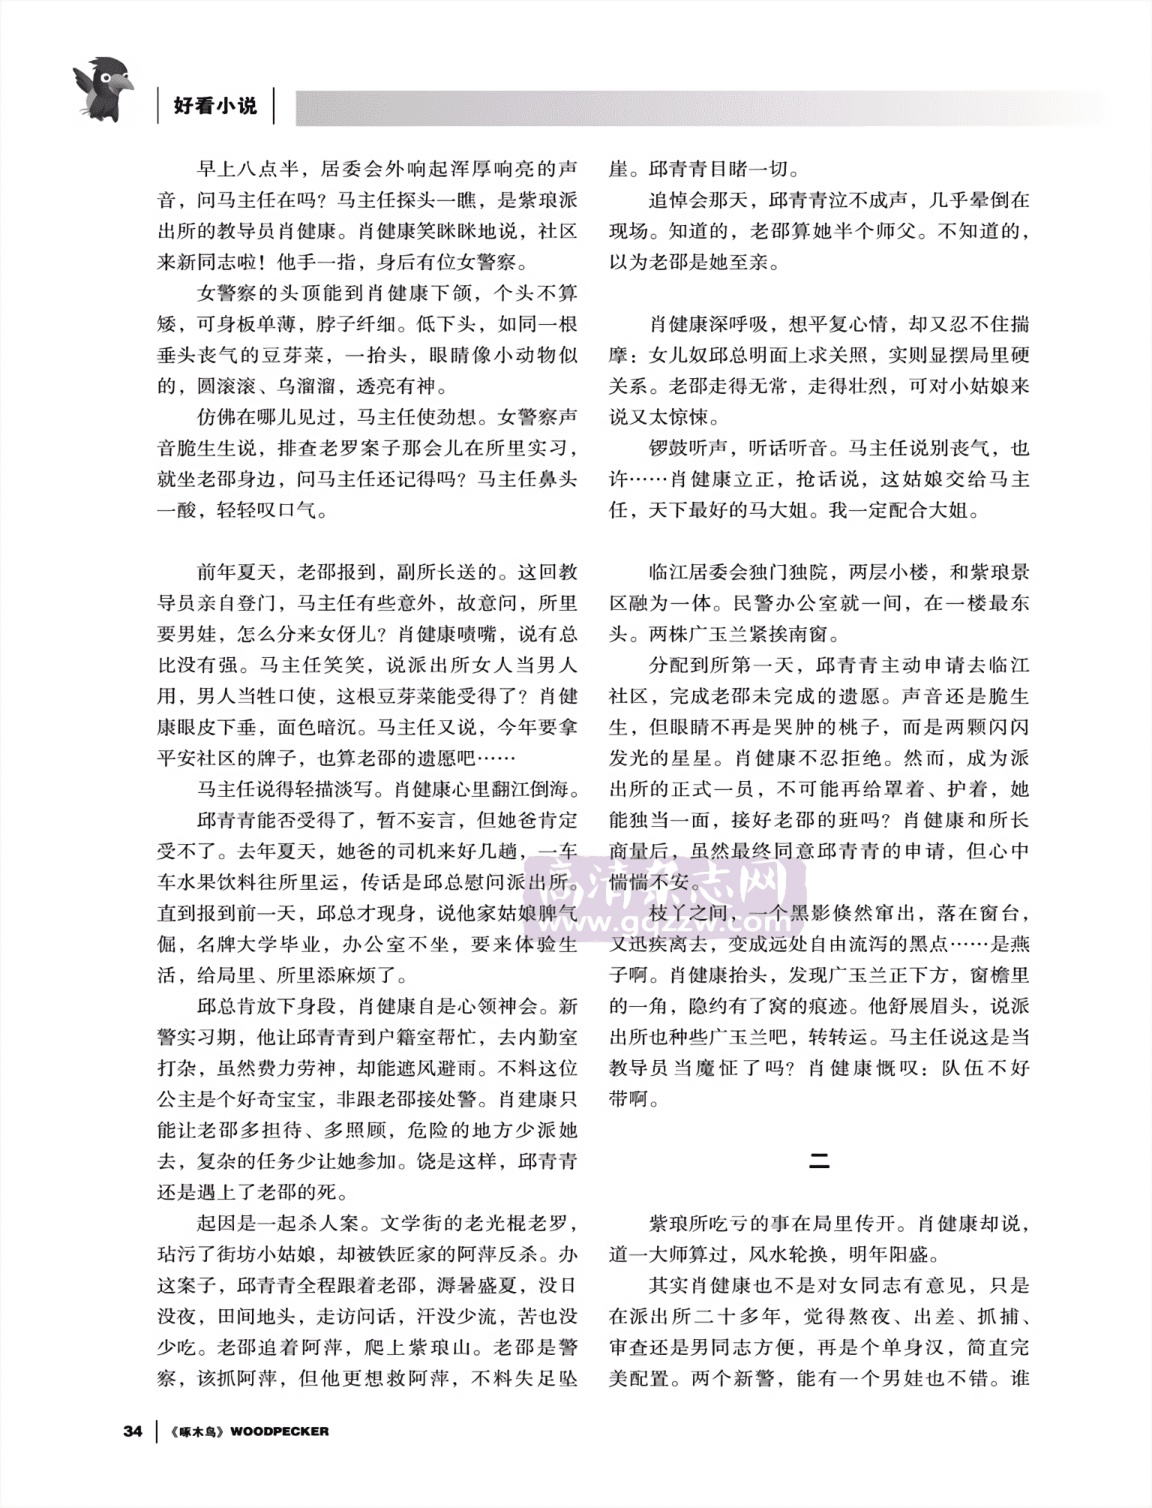 好看小说
早上八点半，居委会外响起浑厚响亮的声
音，问马主任在吗？马主任探头一瞧，是紫琅派
出所的教导员肖健康。肖健康笑眯眯地说，社区
来新同志啦！他手一指，身后有位女警察。
女警察的头顶能到肖健康下颌，个头不算
矮，可身板单薄，脖子纤细。低下头，如同一根
垂头丧气的豆芽菜，一抬头，眼睛像小动物似
的，圆滚滚、乌溜溜，透亮有神。
仿佛在哪儿见过，马主任使劲想。女警察声
音脆生生说，排查老罗案子那会儿在所里实习，
就坐老邵身边，问马主任还记得吗？马主任鼻头
一酸，轻轻叹口气。
前年夏天，老邵报到，副所长送的。这回教
导员亲自登门，马主任有些意外，故意问，所里
要男娃，怎么分来女伢儿？肖健康啧嘴，说有总
比没有强。马主任笑笑，说派出所女人当男人
用，男人当牲口使，这根豆芽菜能受得了？肖健
康眼皮下垂，面色暗沉。马主任又说，今年要拿
平安社区的牌子，也算老邵的遗愿吧……
马主任说得轻描淡写。肖健康心里翻江倒海。
邱青青能否受得了，暂不妄言，但她爸肯定
受不了。去年夏天，她爸的司机来好几趟，一车
车水果饮料往所里运，传话是邱总慰问派出所。
直到报到前一天，邱总才现身，说他家姑娘脾气
倔，名牌大学毕业，办公室不坐，要来体验生
活，给局里、所里添麻烦了。
邱总肯放下身段，肖健康自是心领神会。新
警实习期，他让邱青青到户籍室帮忙，去内勤室
打杂，虽然费力劳神，却能遮风避雨。不料这位
公主是个好奇宝宝，非跟老邵接处警。肖建康只
能让老邵多担待、多照顾，危险的地方少派她
去，复杂的任务少让她参加。饶是这样，邱青青
还是遇上了老邵的死。
起因是一起杀人案。文学街的老光棍老罗，
玷污了街坊小姑娘，却被铁匠家的阿萍反杀。办
这案子，邱青青全程跟着老邵，溽暑盛夏，没日
没夜，田间地头，走访问话，汗没少流，苦也没
少吃。老邵追着阿萍，爬上紫琅山。老邵是警
察，该抓阿萍，但他更想救阿萍，不料失足坠
崖。邱青青目睹一切。
追悼会那天，邱青青泣不成声，几乎晕倒在
现场。知道的，老邵算她半个师父。不知道的，
以为老邵是她至亲。
肖健康深呼吸，想平复心情，却又忍不住揣
摩：女儿奴邱总明面上求关照，实则显摆局里硬
关系。老邵走得无常，走得壮烈，可对小姑娘来
说又太惊悚。
锣鼓听声，听话听音。马主任说别丧气，也
许……肖健康立正，抢话说，这姑娘交给马主
任，天下最好的马大姐。我一定配合大姐。
临江居委会独门独院，两层小楼，和紫琅景
区融为一体。民警办公室就一间，在一楼最东
头。两株广玉兰紧挨南窗。
分配到所第一天，邱青青主动申请去临江
社区，完成老邵未完成的遗愿。声音还是脆生
生，但眼睛不再是哭肿的桃子，而是两颗闪闪
发光的星星。肖健康不忍拒绝。然而，成为派
出所的正式一员，不可能再给罩着、护着，她
能独当一面，接好老邵的班吗？肖健康和所长
商量后，虽然最终同意邱青青的申请，但心中
惴惴不安。
枝丫之间，一个黑影倏然窜出，落在窗台，
又迅疾离去，变成远处自由流泻的黑点……是燕
子啊。肖健康抬头，发现广玉兰正下方，窗檐里
的一角，隐约有了窝的痕迹。他舒展眉头，说派
出所也种些广玉兰吧，转转运。马主任说这是当
教导员当魔怔了吗？肖健康慨叹：队伍不好
带啊。
二
紫琅所吃亏的事在局里传开。肖健康却说，
道一大师算过，风水轮换，明年阳盛。
其实肖健康也不是对女同志有意见，只是
在派出所二十多年，觉得熬夜、出差、抓捕、
审查还是男同志方便，再是个单身汉，简直完
美配置。两个新警，能有一个男娃也不错。谁
高清杂志网
www.gqzzw.com
34 《啄木鸟》WOODPECKER